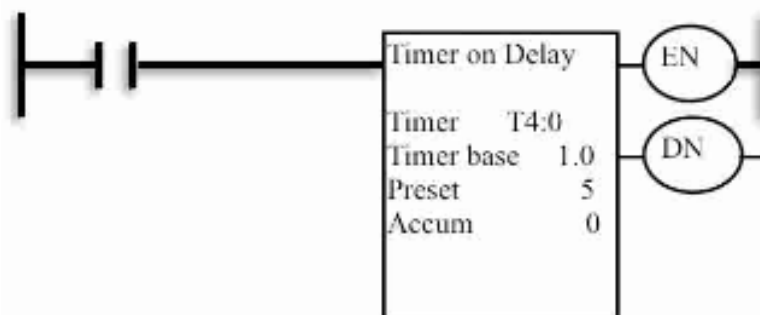 Timer on Delay
EN
Timer T4:0
DN
Timer base 1.0
Preset 5
Accum 0